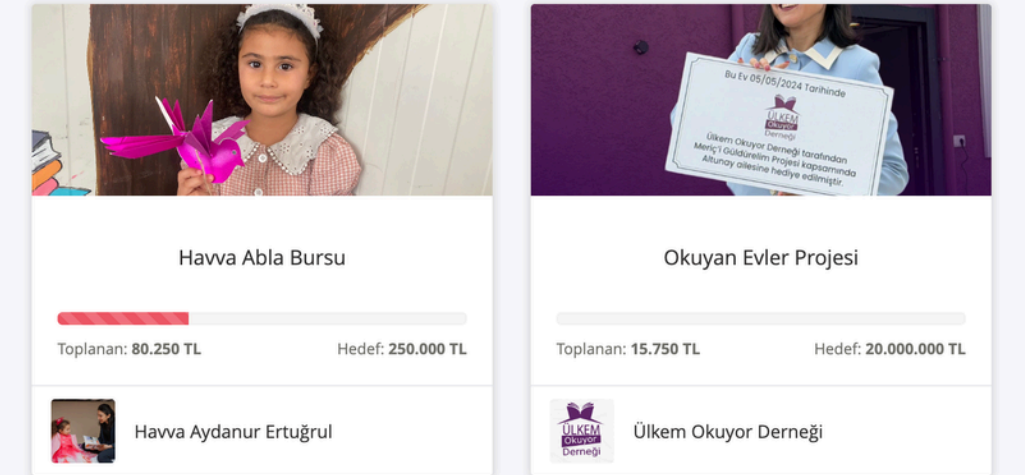 Bu Ev 05/05/2024 Tarihinde
ÜLKEM
Okuyor
Derneği
Ülkem Okuyor Derneği tarafından
Meriç'i Güldürelim Projesi kapsamında
Altunay ailesine hediye edilmiştir.
Havva Abla Bursu
Toplanan: 80.250 TL
Hedef: 250.000 TL
Havva Aydanur Ertuğrul
Okuyan Evler Projesi
Toplanan: 15.750 TL
Hedef: 20.000.000 TL
ÜLKEM
Okuyor
Derneği
Ülkem Okuyor Derneği